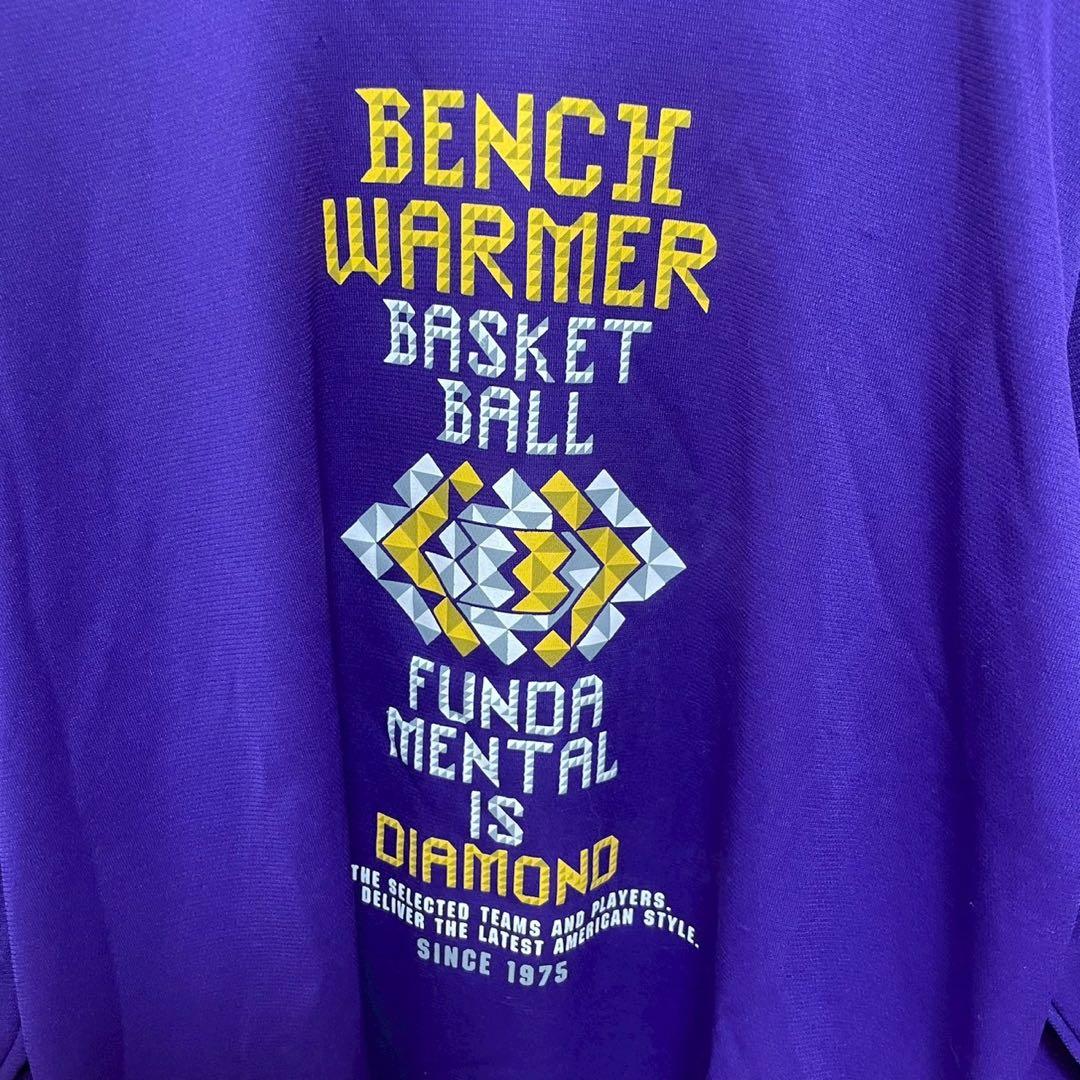 BENCH
WARMER
BASKET
BALL
FUNDA
MENTAL
IS
DIAMOND
THE SELECTED TEAMS AND PLAYERS.
DELIVER THE LATEST AMERICAN STYLE.
SINCE 1975